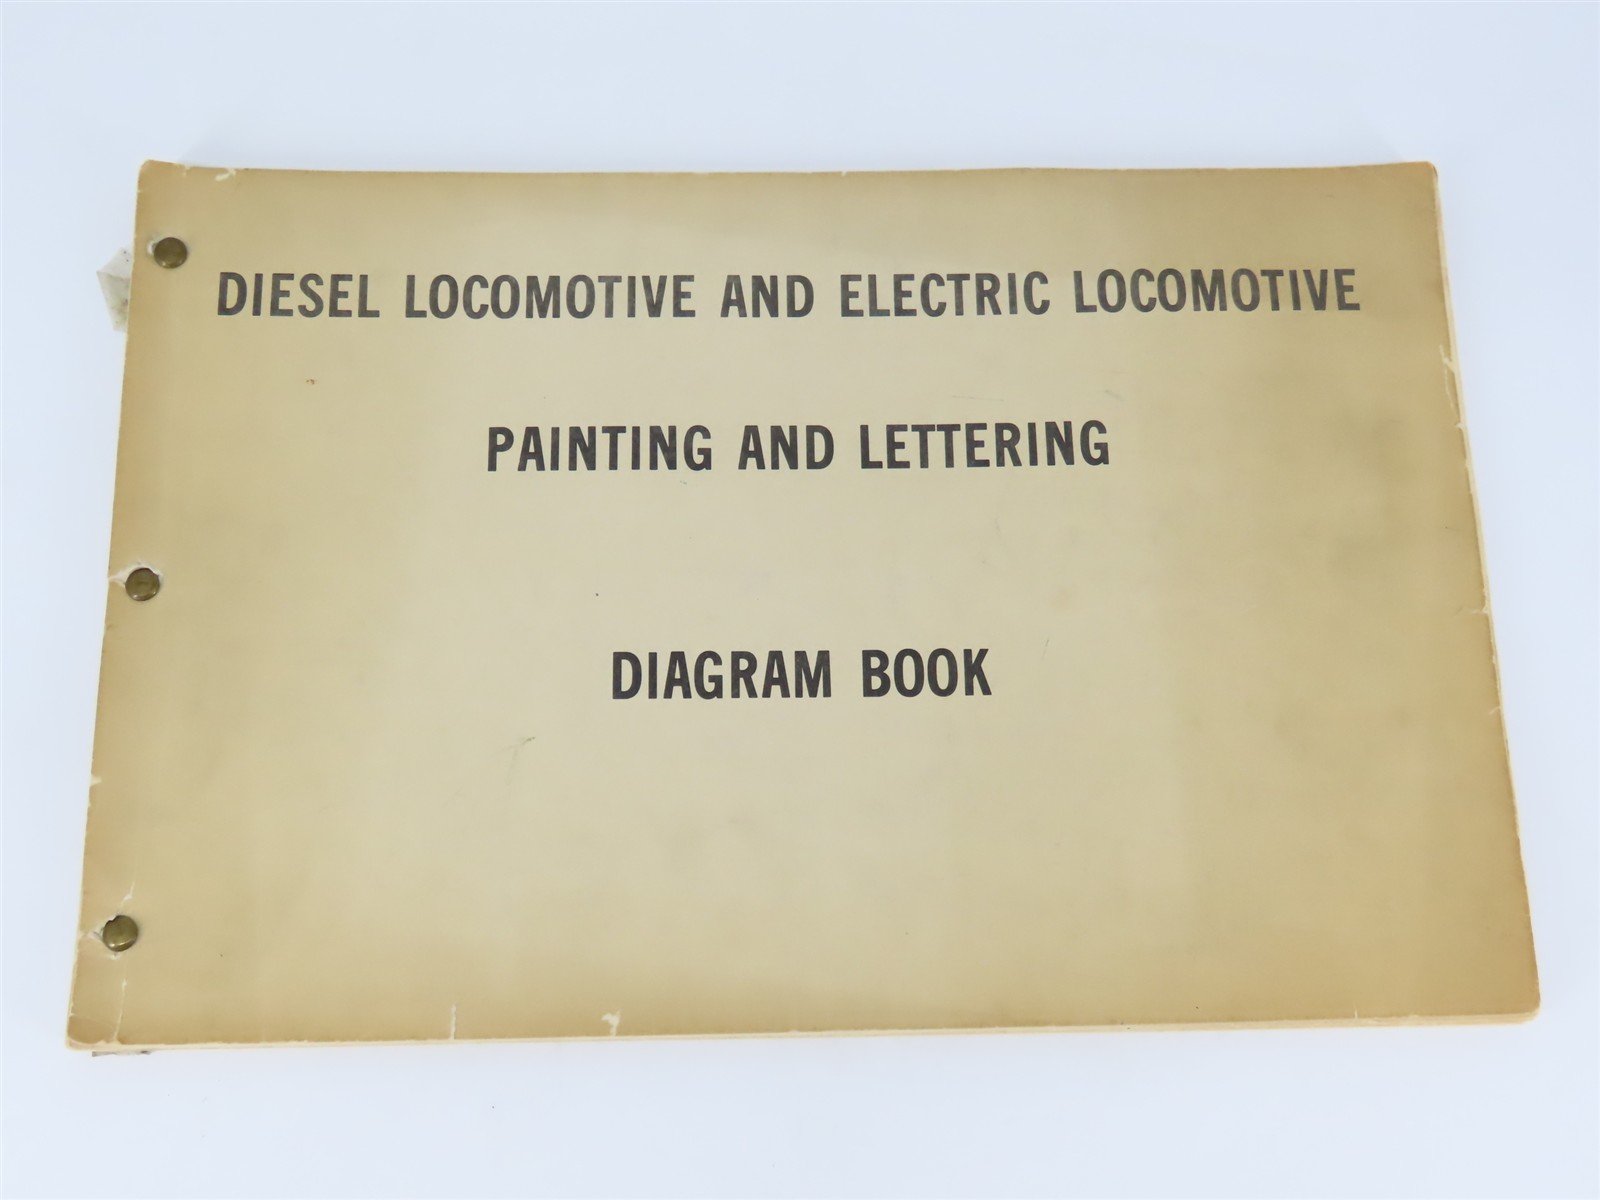 DIESEL LOCOMOTIVE AND ELECTRIC LOCOMOTIVE
PAINTING AND LETTERING
DIAGRAM BOOK